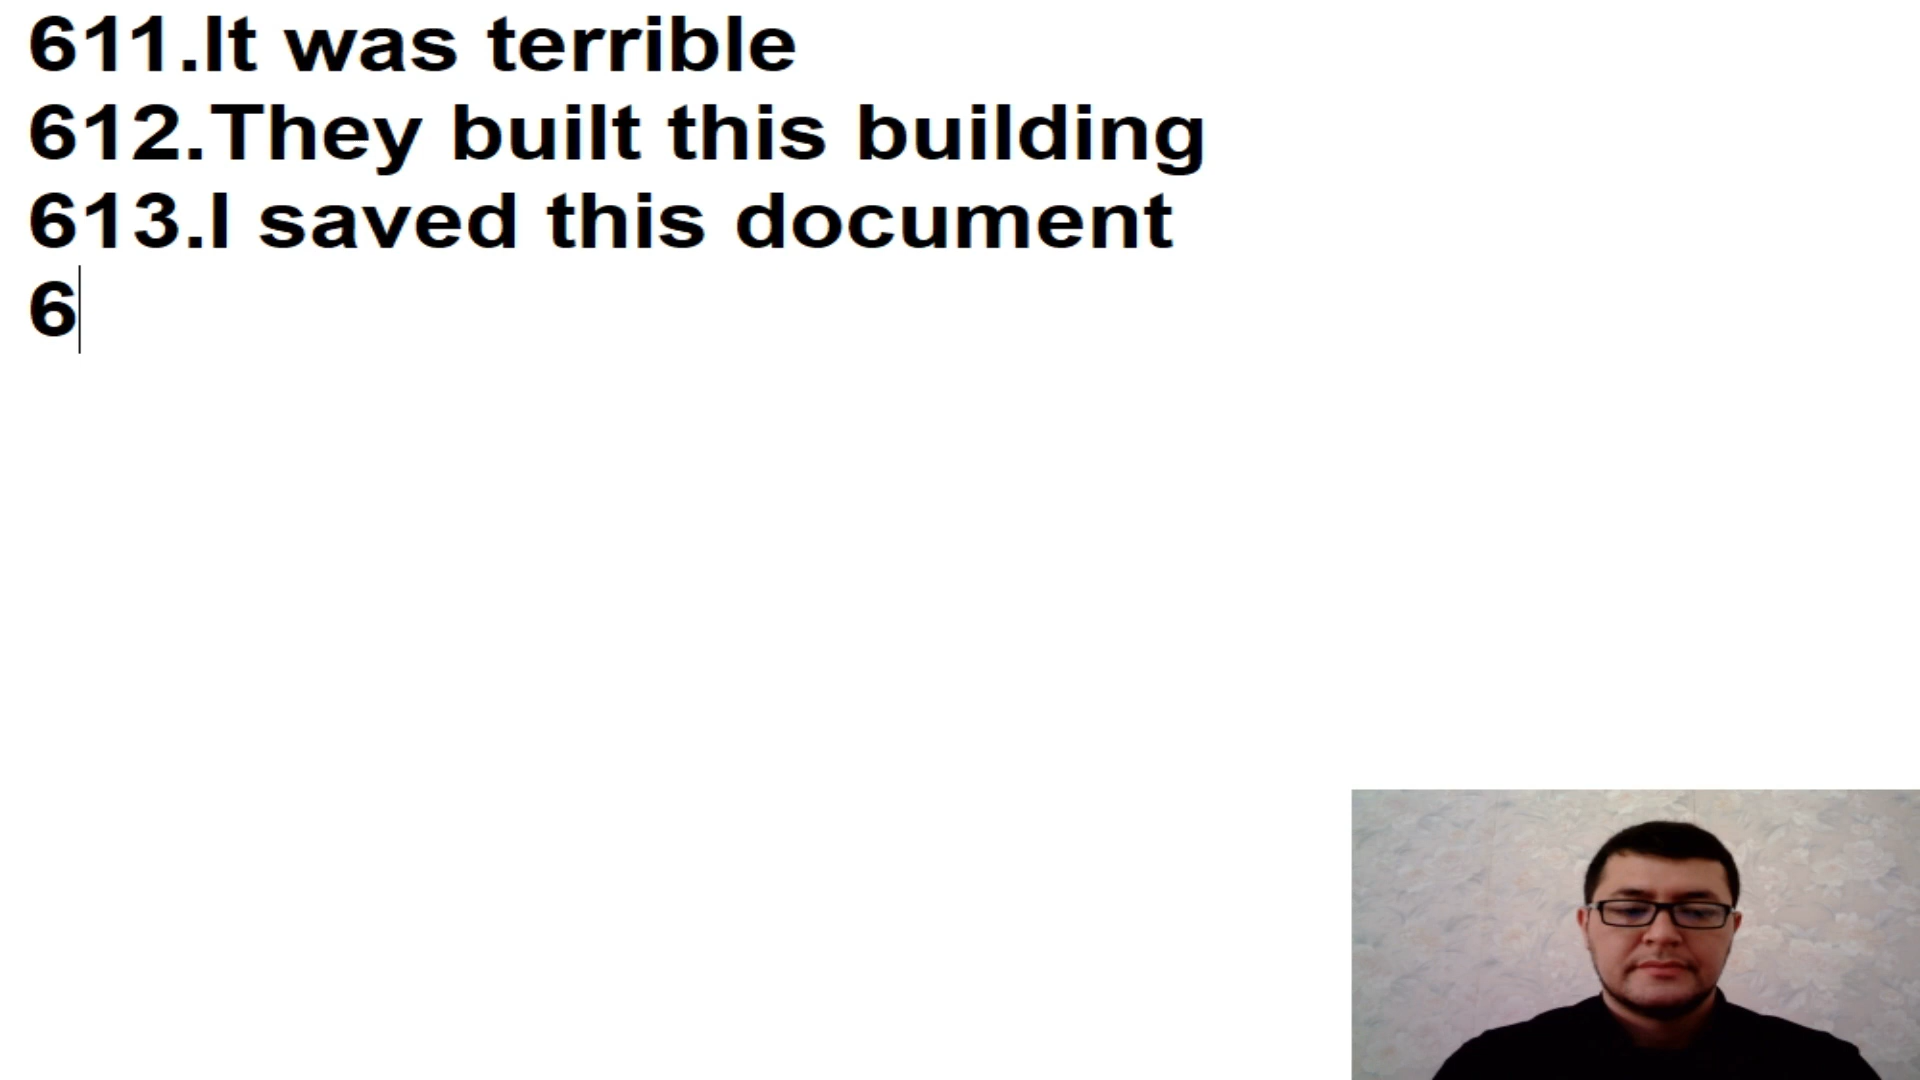 611.It was terrible
612.They built this building
613.I saved this document
6